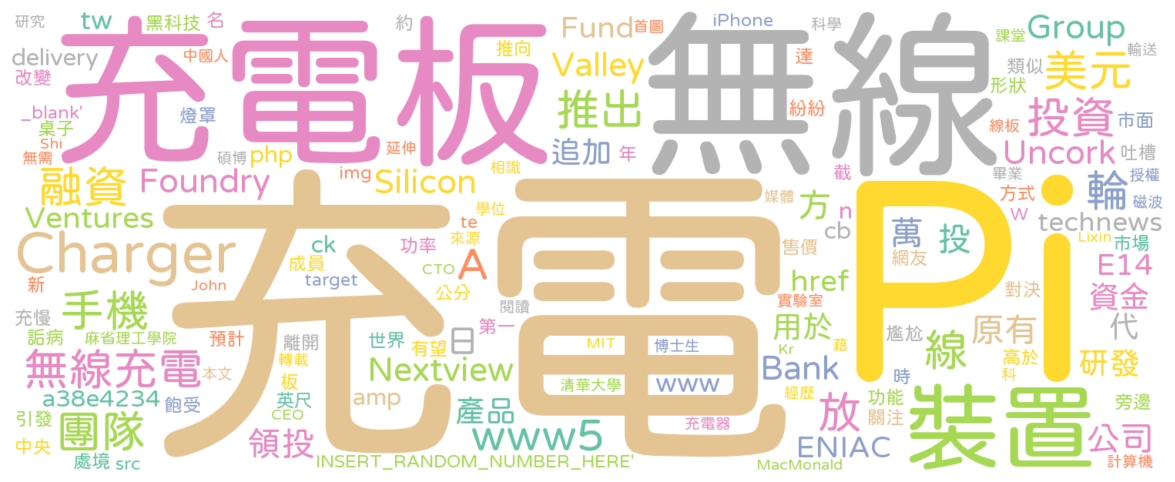 研究 tw 黑科技 名 約 推向 Fund 首圖 iPhone 科學 達 課堂 Group 輸送
delivery 中國人 Valley 類似 美元
改變 充電板 無線 形狀
_blank' 燈罩 推出 紛紛 線板 投資 市面
桌子 Shi 無需 碩博 php 延伸 追加 年 截 Uncork 吐槽
融資 Foundry img Silicon 相識 媒體 畢業 方式 輪 授權
Ventures te 學位 方 n W 磁波
Charger ck 功率 來源 A 售價 cb 萬 投 technews
成員 CTO 網友 Lixin 市場
新 John target 公分 href E14
手機 閱讀 實驗室 對決 資金
充慢 詬病 麻省理工學院 預計 離開 世界 有望 日 第一 充電 MIT 博士生 用於 尷尬 Pi 原有 代
無線充電 轉載 Kr 藉 線 高於 研發
本文 板 Nextview 清華大學 www 經歷 Bank 時 科
a38e4234 飽受 英尺 amp 產品 功能 裝置 旁邊
引發 團隊 CEO 充電器 放 關注 公司
中央 領投 www5 ENIAC
處境 src INSERT_RANDOM_NUMBER_HERE' MacMonald 計算機